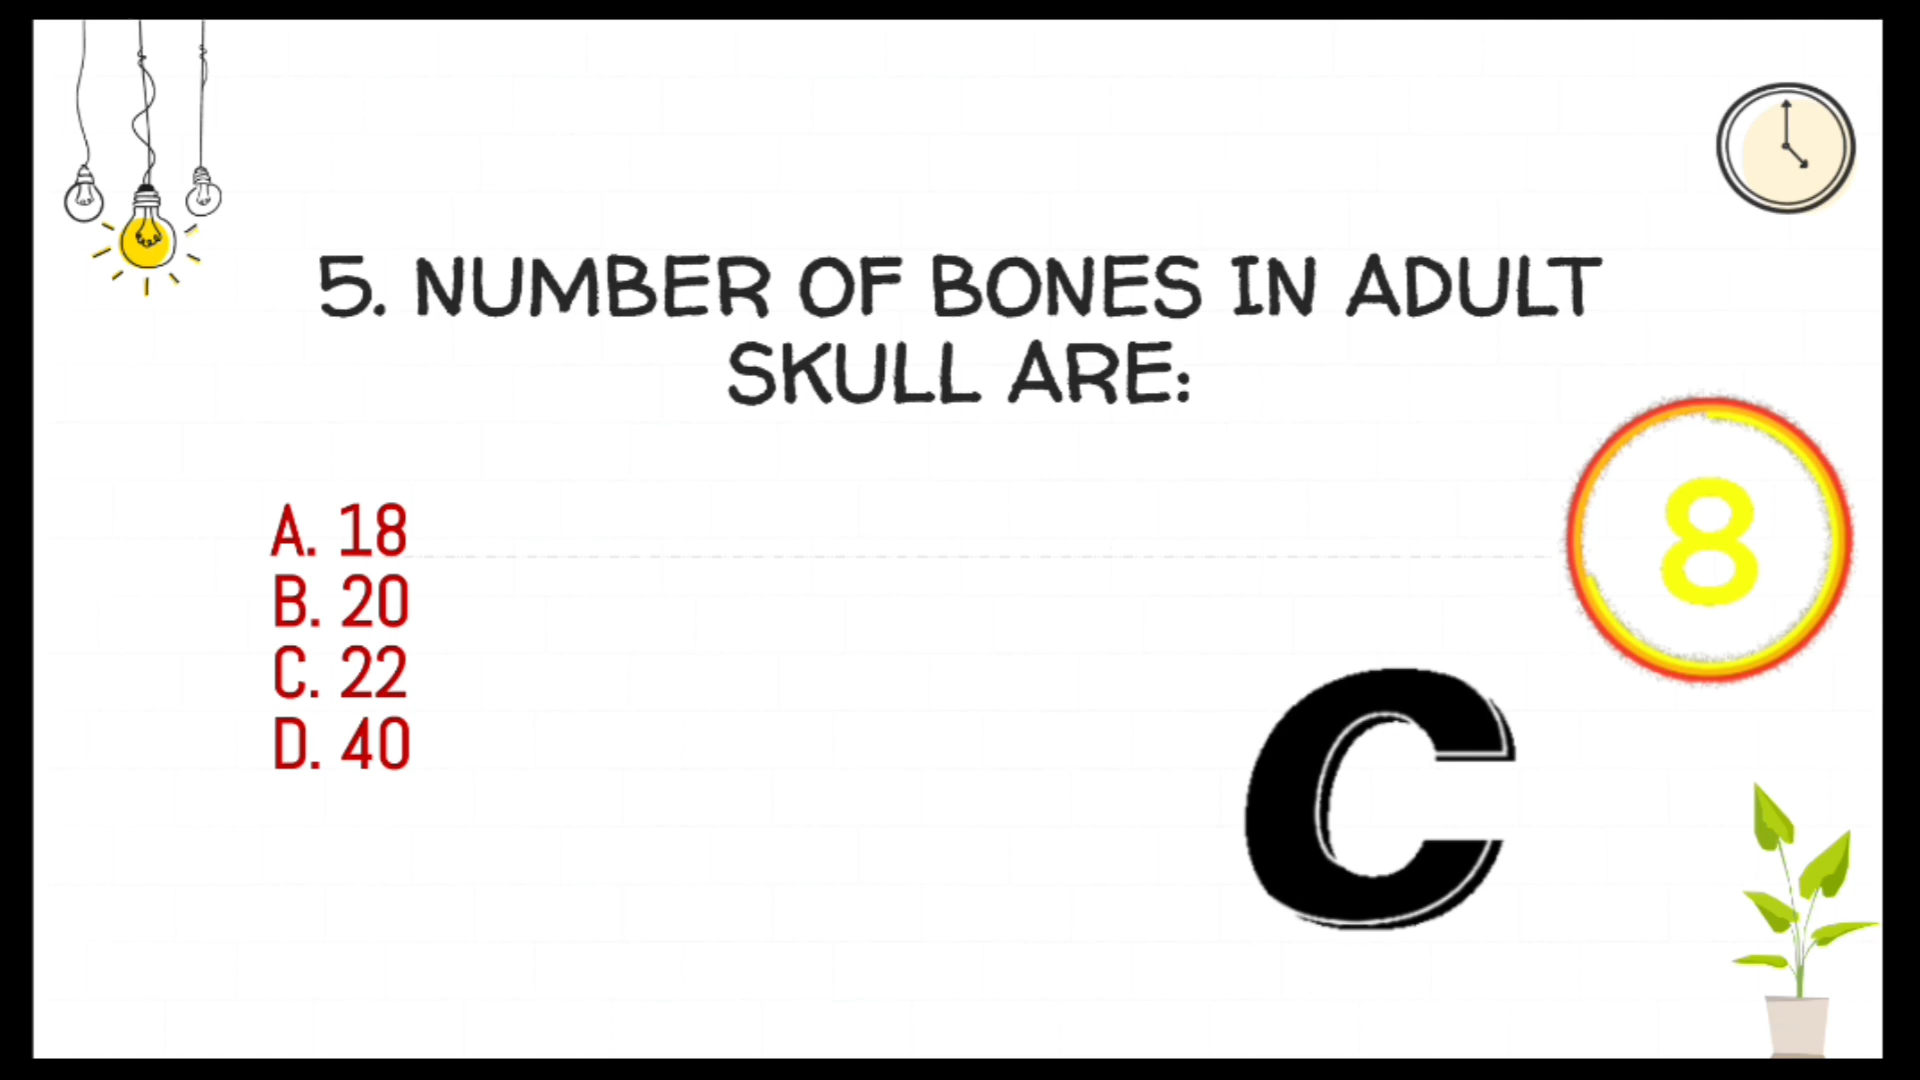 5. NUMBER OF BONES IN ADULT
SKULL ARE:
A. 18
B. 20
C. 22
D. 40
8
C